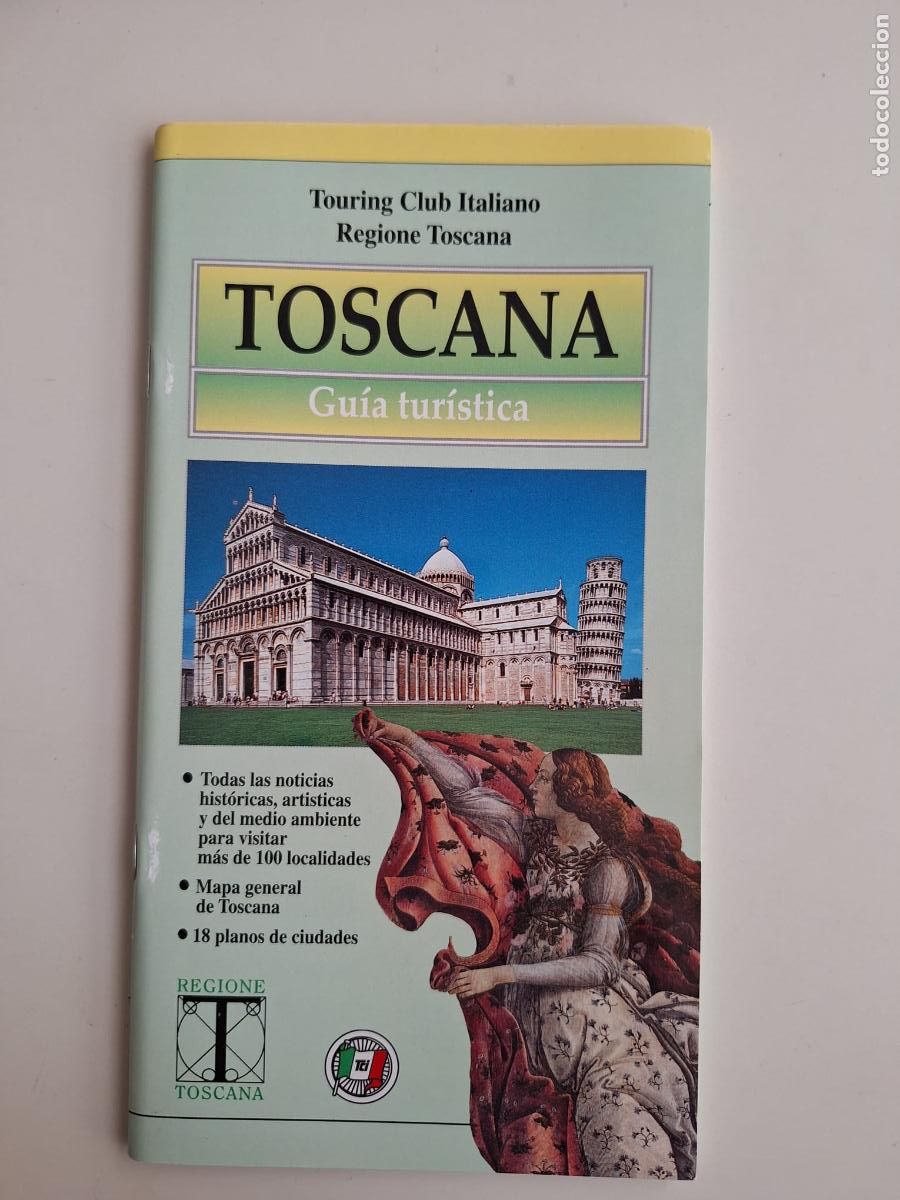 Touring Club Italiano
Regione Toscana
TOSCANA
Guía turística
• Todas las noticias
históricas, artisticas
y del medio ambiente
para visitar
más de 100 localidades
• Mapa general
de Toscana
• 18 planos de ciudades
REGIONE
T
TOSCANA
Tci
todocoleccion